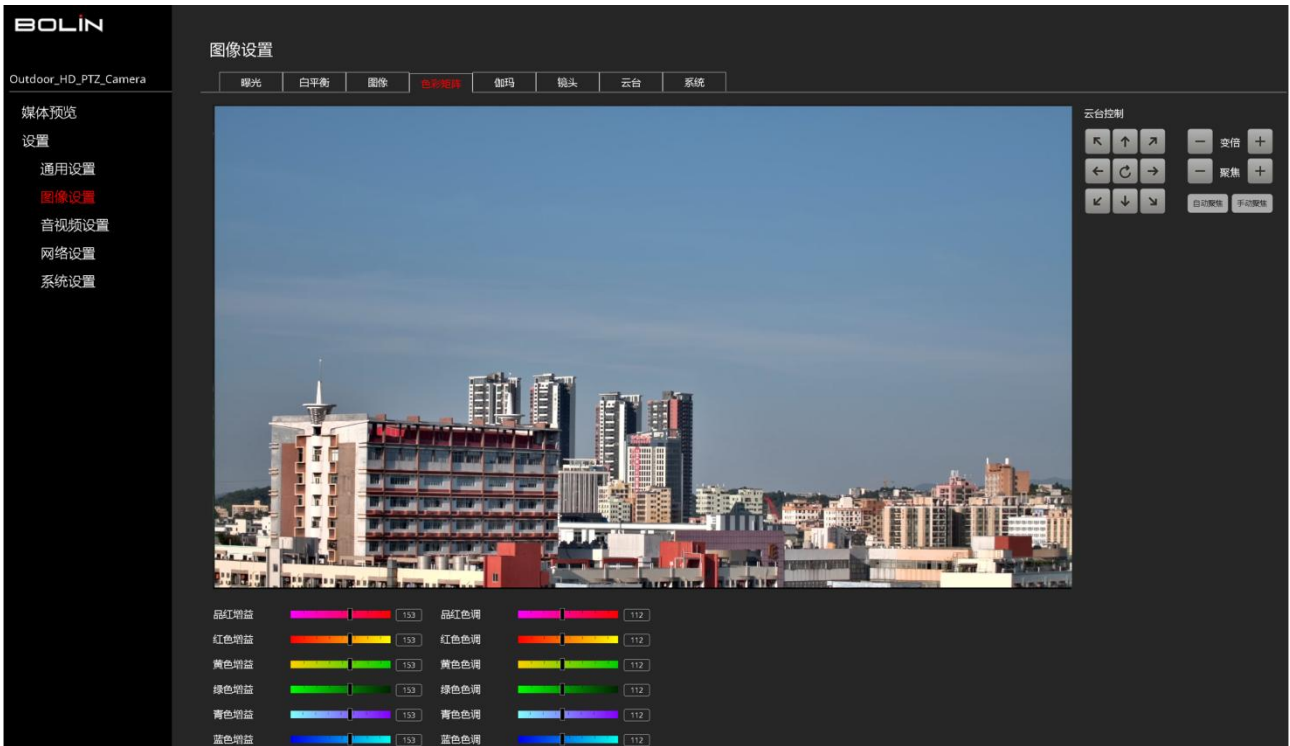 BOLIN
图像设置
Outdoor_HD_PTZ_Camera
曝光 白平衡 图像 色彩矩阵 伽玛 镜头 云台 系统
媒体预览
设置
通用设置
图像设置
音视频设置
网络设置
系统设置
云台控制
变倍
聚焦
自动聚焦 手动聚焦
品红增益 153 品红色调 112
红色增益 153 红色色调 112
黄色增益 153 黄色色调 112
绿色增益 153 绿色色调 112
青色增益 153 青色色调 112
蓝色增益 153 蓝色色调 112